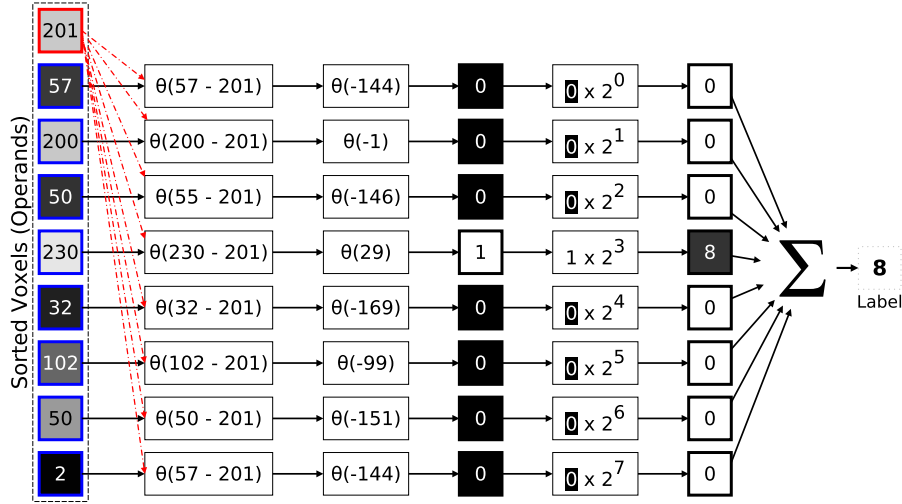 Sorted Voxels (Operands)
201
57 θ(57 - 201) θ(-144) 0 0 x 2^0 0
200 θ(200 - 201) θ(-1) 0 0 x 2^1 0
50 θ(55 - 201) θ(-146) 0 0 x 2^2 0
230 θ(230 - 201) θ(29) 1 1 x 2^3 8
32 θ(32 - 201) θ(-169) 0 0 x 2^4 0
102 θ(102 - 201) θ(-99) 0 0 x 2^5 0
50 θ(50 - 201) θ(-151) 0 0 x 2^6 0
2 θ(57 - 201) θ(-144) 0 0 x 2^7 0
Σ
8
Label